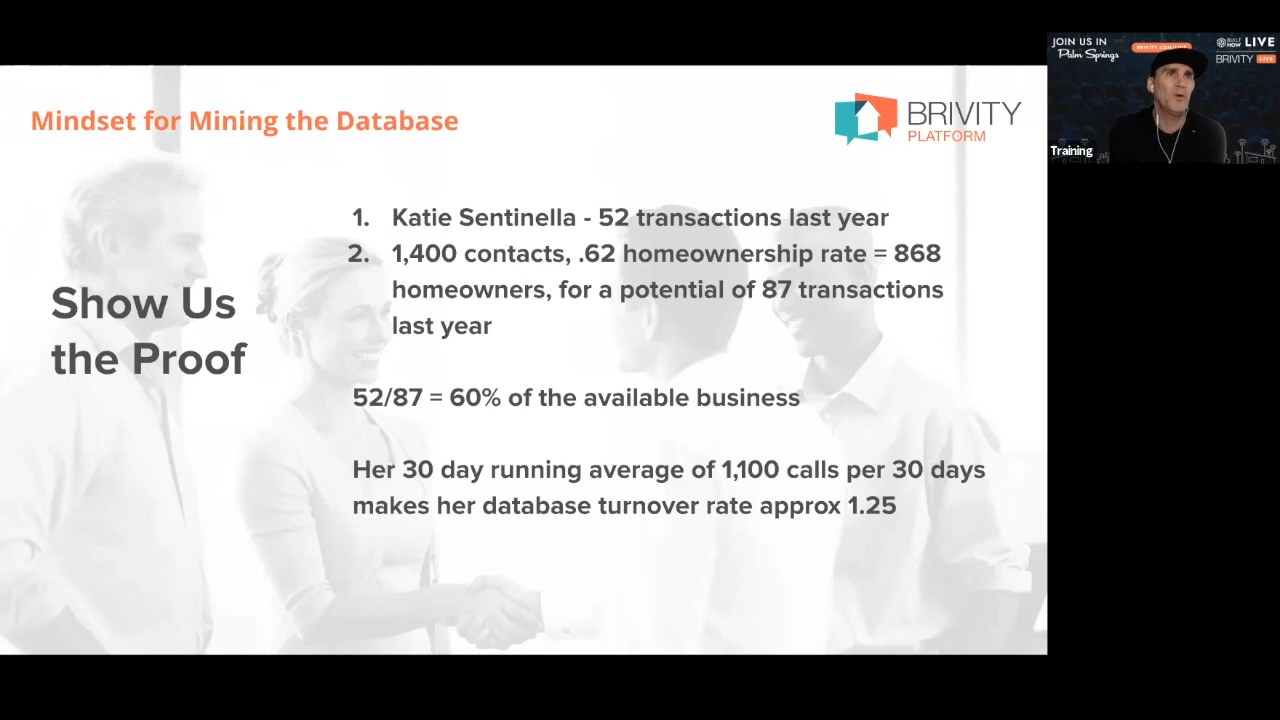 Mindset for Mining the Database
BRIVITY
PLATFORM
Show Us
the Proof
1. Katie Sentinella - 52 transactions last year
2. 1,400 contacts, .62 homeownership rate = 868
homeowners, for a potential of 87 transactions
last year
52/87 = 60% of the available business
Her 30 day running average of 1,100 calls per 30 days
makes her database turnover rate approx 1.25
JOIN US IN
Palm Springs
BUILT HOW LIVE
BRIVITY LIVE
Training